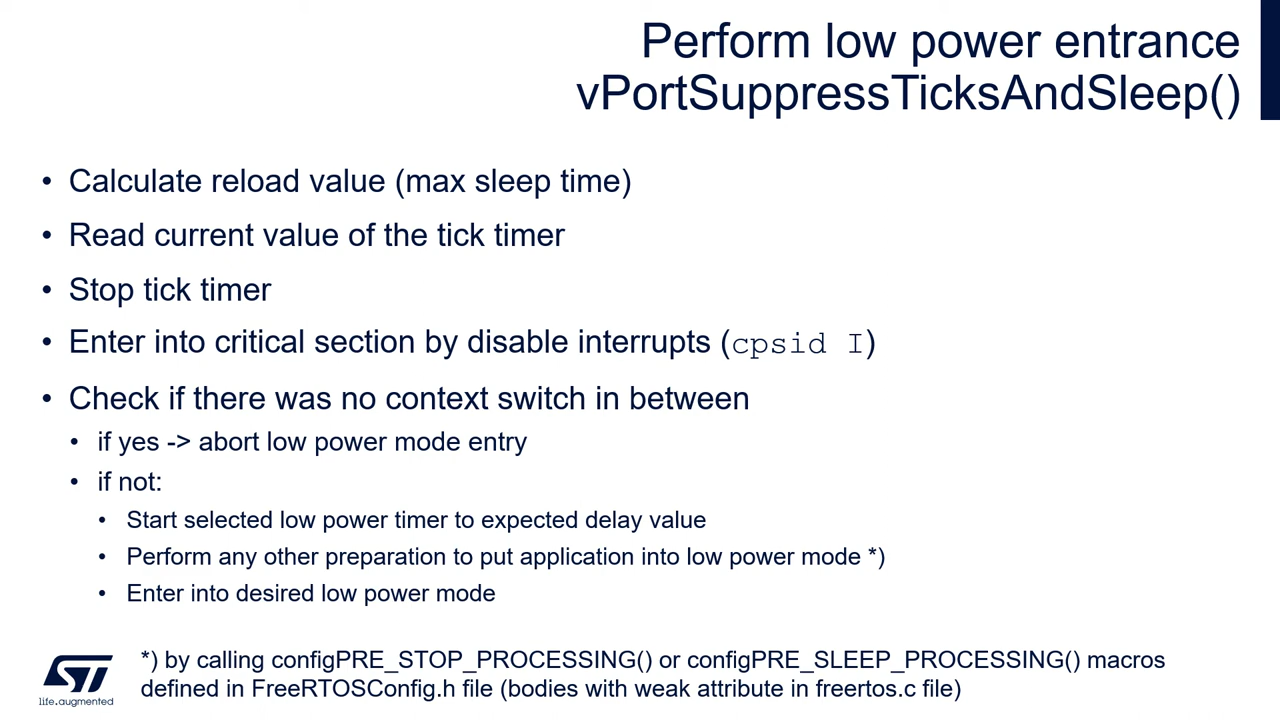 Perform low power entrance
vPortSuppressTicksAndSleep()
• Calculate reload value (max sleep time)
• Read current value of the tick timer
• Stop tick timer
• Enter into critical section by disable interrupts (cpsid I)
• Check if there was no context switch in between
• if yes -> abort low power mode entry
• if not:
• Start selected low power timer to expected delay value
• Perform any other preparation to put application into low power mode *)
• Enter into desired low power mode
*) by calling configPRE_STOP_PROCESSING() or configPRE_SLEEP_PROCESSING() macros
defined in FreeRTOSConfig.h file (bodies with weak attribute in freertos.c file)
ST
life.augmented